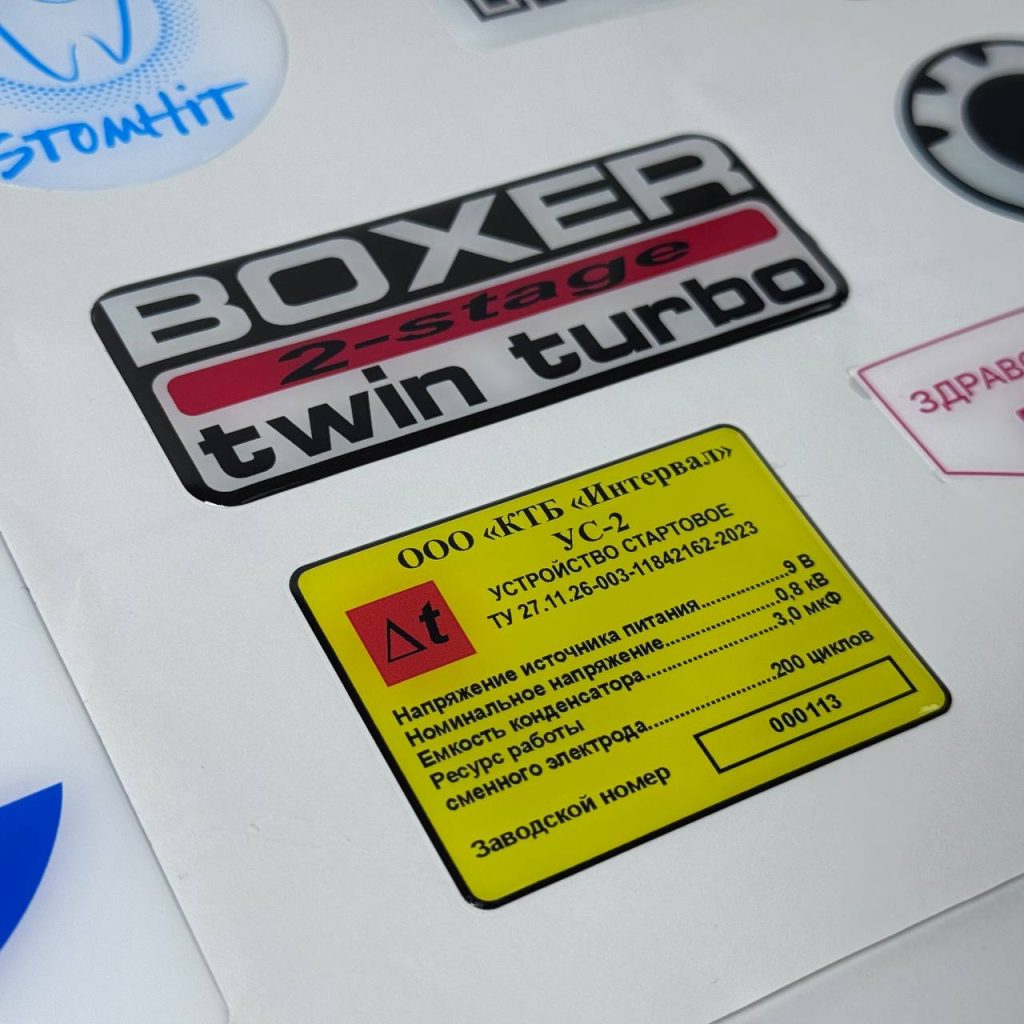 STOMHIT
BOXER
2-stage
twin turbo
ООО «КТБ «Интервал»
УС-2
УСТРОЙСТВО СТАРТОВОЕ
ТУ 27.11.26-003-11842162-2023
Δt
Напряжение источника питания..............9 В
Номинальное напряжение..................0,8 кВ
Емкость конденсатора.....................3,0 мкФ
Ресурс работы
сменного электрода....................200 циклов
Заводской номер 000113